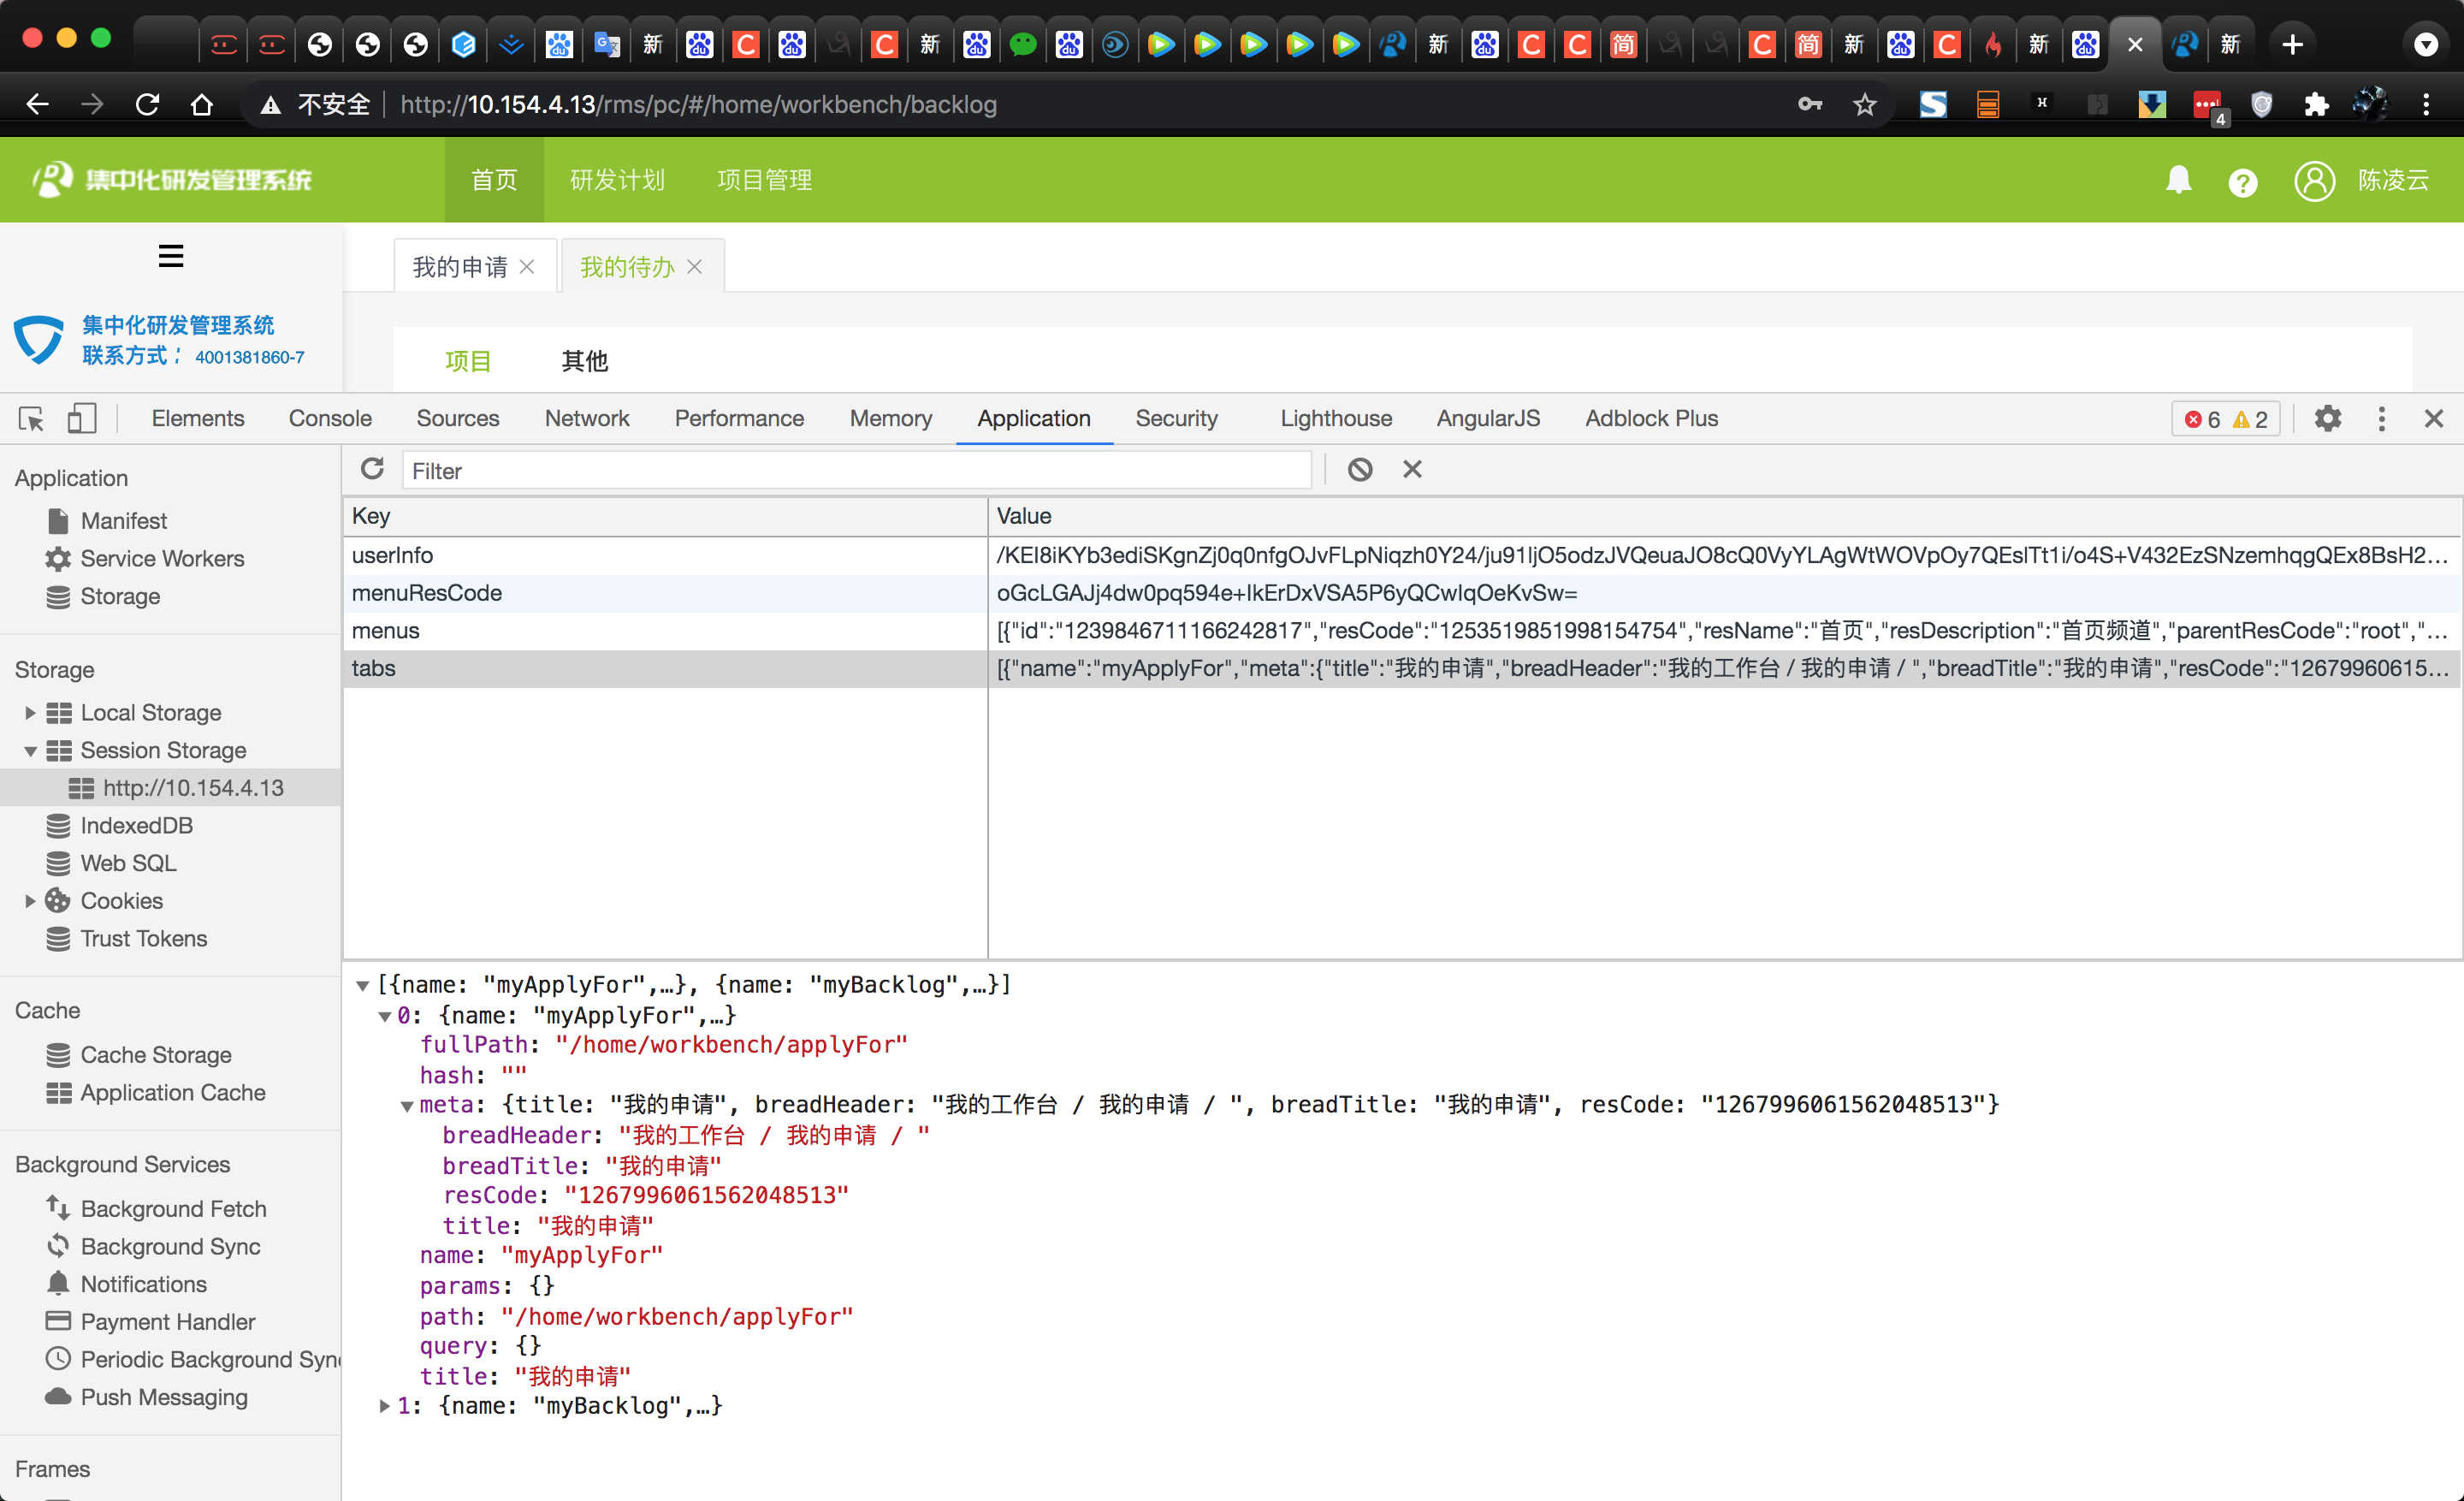 新 新 新 简 简 新 新 新
不安全 http://10.154.4.13/rms/pc/#/home/workbench/backlog
4
集中化研发管理系统 首页 研发计划 项目管理 陈凌云
我的申请 我的待办
集中化研发管理系统
联系方式： 4001381860-7
项目 其他
Elements Console Sources Network Performance Memory Application Security Lighthouse AngularJS Adblock Plus 6 2
Application
Manifest
Service Workers
Storage
Storage
Local Storage
Session Storage
http://10.154.4.13
IndexedDB
Web SQL
Cookies
Trust Tokens
Cache
Cache Storage
Application Cache
Background Services
Background Fetch
Background Sync
Notifications
Payment Handler
Periodic Background Sync
Push Messaging
Frames
Filter
Key Value
userInfo
menuResCode oGcLGAJj4dw0pq594e+IkErDxVSA5P6yQCwIqOeKvSw=
menus [{"id":"1239846711166242817","resCode":"1253519851998154754","resName":"首页","resDescription":"首页频道","parentResCode":"root","…
tabs [{"name":"myApplyFor","meta":{"title":"我的申请","breadHeader":"我的工作台 / 我的申请 / ","breadTitle":"我的申请","resCode":"12679960615…
[{name: "myApplyFor",…}, {name: "myBacklog",…}]
0: {name: "myApplyFor",…}
fullPath: "/home/workbench/applyFor"
hash: ""
meta: {title: "我的申请", breadHeader: "我的工作台 / 我的申请 / ", breadTitle: "我的申请", resCode: "1267996061562048513"}
breadHeader: "我的工作台 / 我的申请 / "
breadTitle: "我的申请"
resCode: "1267996061562048513"
title: "我的申请"
name: "myApplyFor"
params: {}
path: "/home/workbench/applyFor"
query: {}
title: "我的申请"
1: {name: "myBacklog",…}